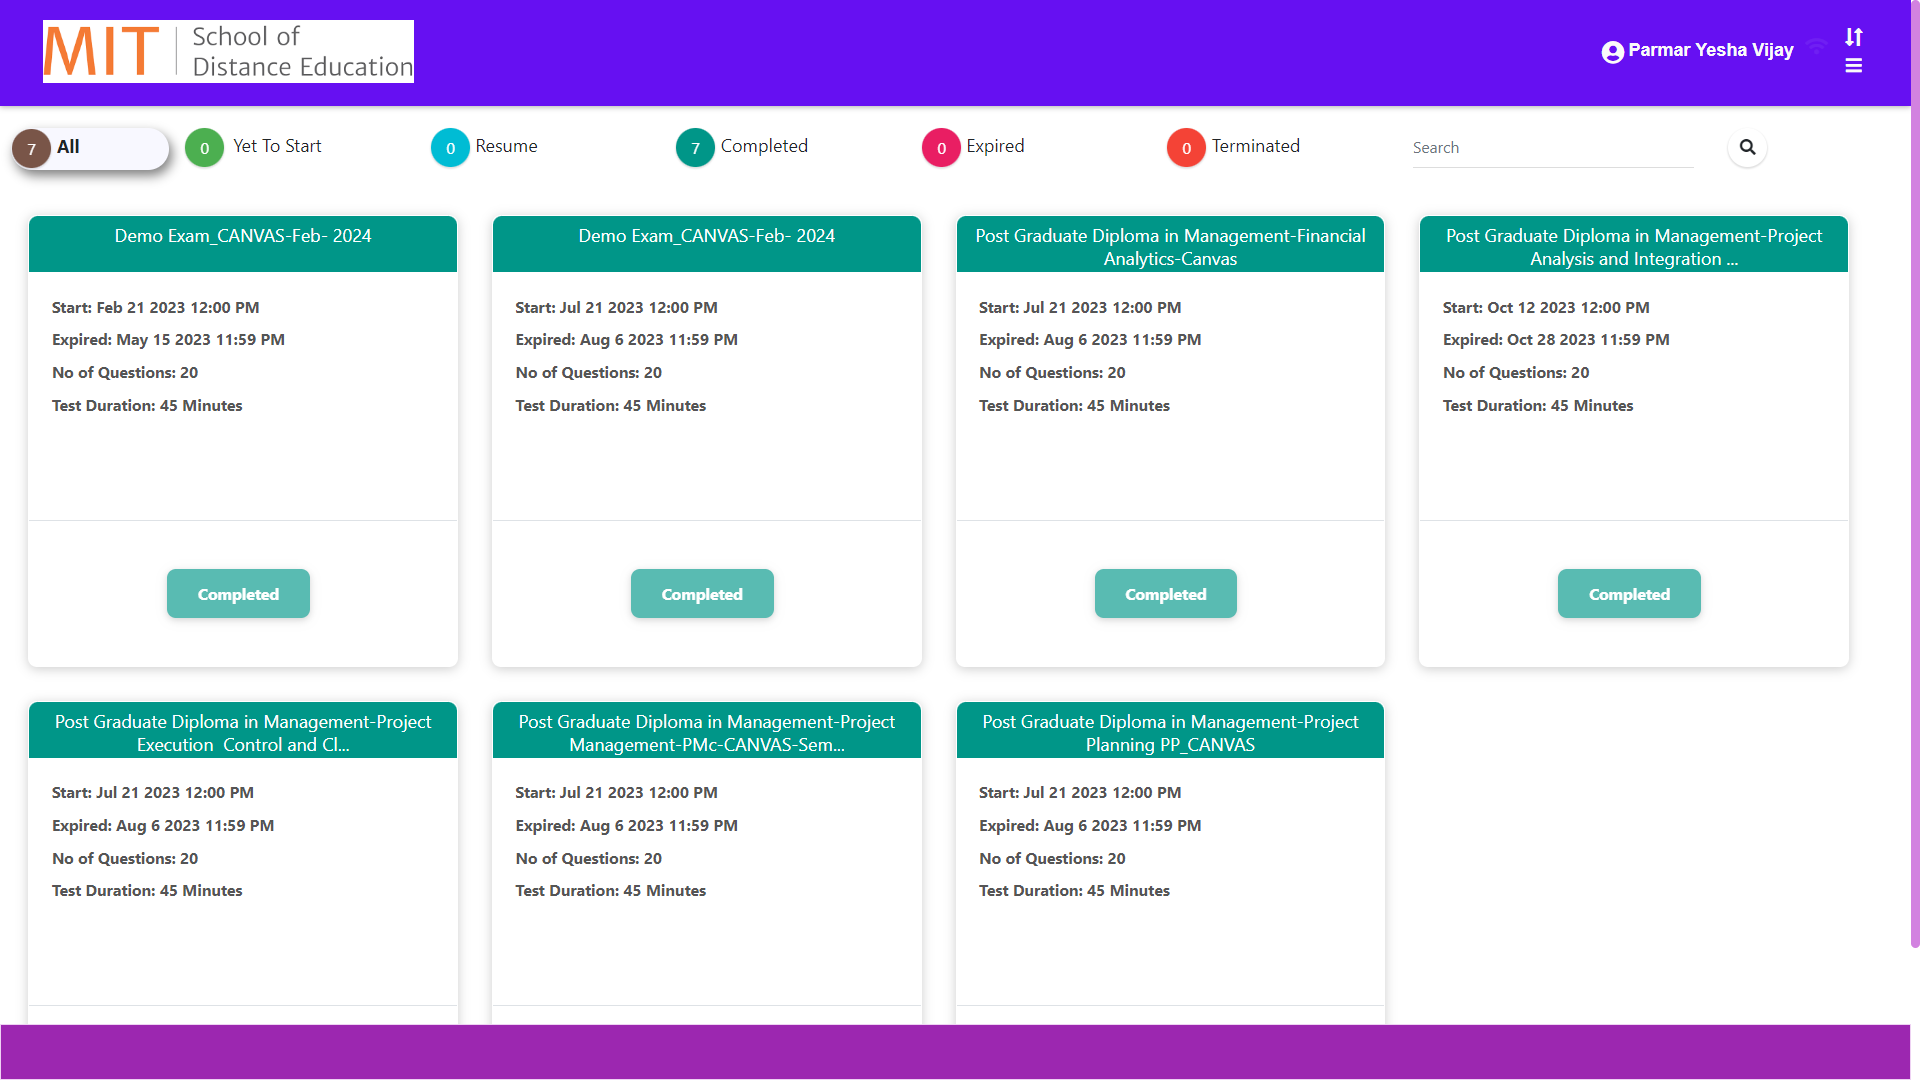 MIT School of
Distance Education
Parmar Yesha Vijay
7 All
0 Yet To Start
0 Resume
7 Completed
0 Expired
0 Terminated
Search
Demo Exam_CANVAS-Feb- 2024
Start: Feb 21 2023 12:00 PM
Expired: May 15 2023 11:59 PM
No of Questions: 20
Test Duration: 45 Minutes
Completed
Demo Exam_CANVAS-Feb- 2024
Start: Jul 21 2023 12:00 PM
Expired: Aug 6 2023 11:59 PM
No of Questions: 20
Test Duration: 45 Minutes
Completed
Post Graduate Diploma in Management-Financial
Analytics-Canvas
Start: Jul 21 2023 12:00 PM
Expired: Aug 6 2023 11:59 PM
No of Questions: 20
Test Duration: 45 Minutes
Completed
Post Graduate Diploma in Management-Project
Analysis and Integration ...
Start: Oct 12 2023 12:00 PM
Expired: Oct 28 2023 11:59 PM
No of Questions: 20
Test Duration: 45 Minutes
Completed
Post Graduate Diploma in Management-Project
Execution  Control and Cl...
Start: Jul 21 2023 12:00 PM
Expired: Aug 6 2023 11:59 PM
No of Questions: 20
Test Duration: 45 Minutes
Post Graduate Diploma in Management-Project
Management-PMc-CANVAS-Sem...
Start: Jul 21 2023 12:00 PM
Expired: Aug 6 2023 11:59 PM
No of Questions: 20
Test Duration: 45 Minutes
Post Graduate Diploma in Management-Project
Planning PP_CANVAS
Start: Jul 21 2023 12:00 PM
Expired: Aug 6 2023 11:59 PM
No of Questions: 20
Test Duration: 45 Minutes